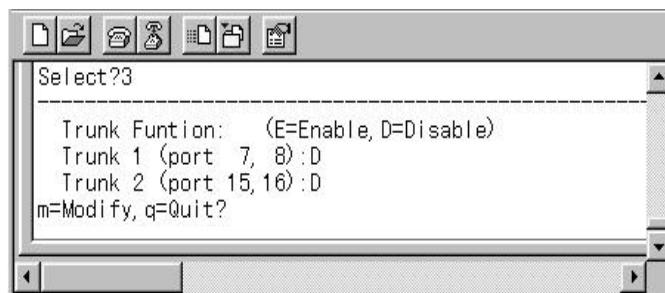 Select?3
Trunk Funtion: (E=Enable,D=Disable)
Trunk 1 (port 7, 8):D
Trunk 2 (port 15,16):D
m=Modify,q=Quit?